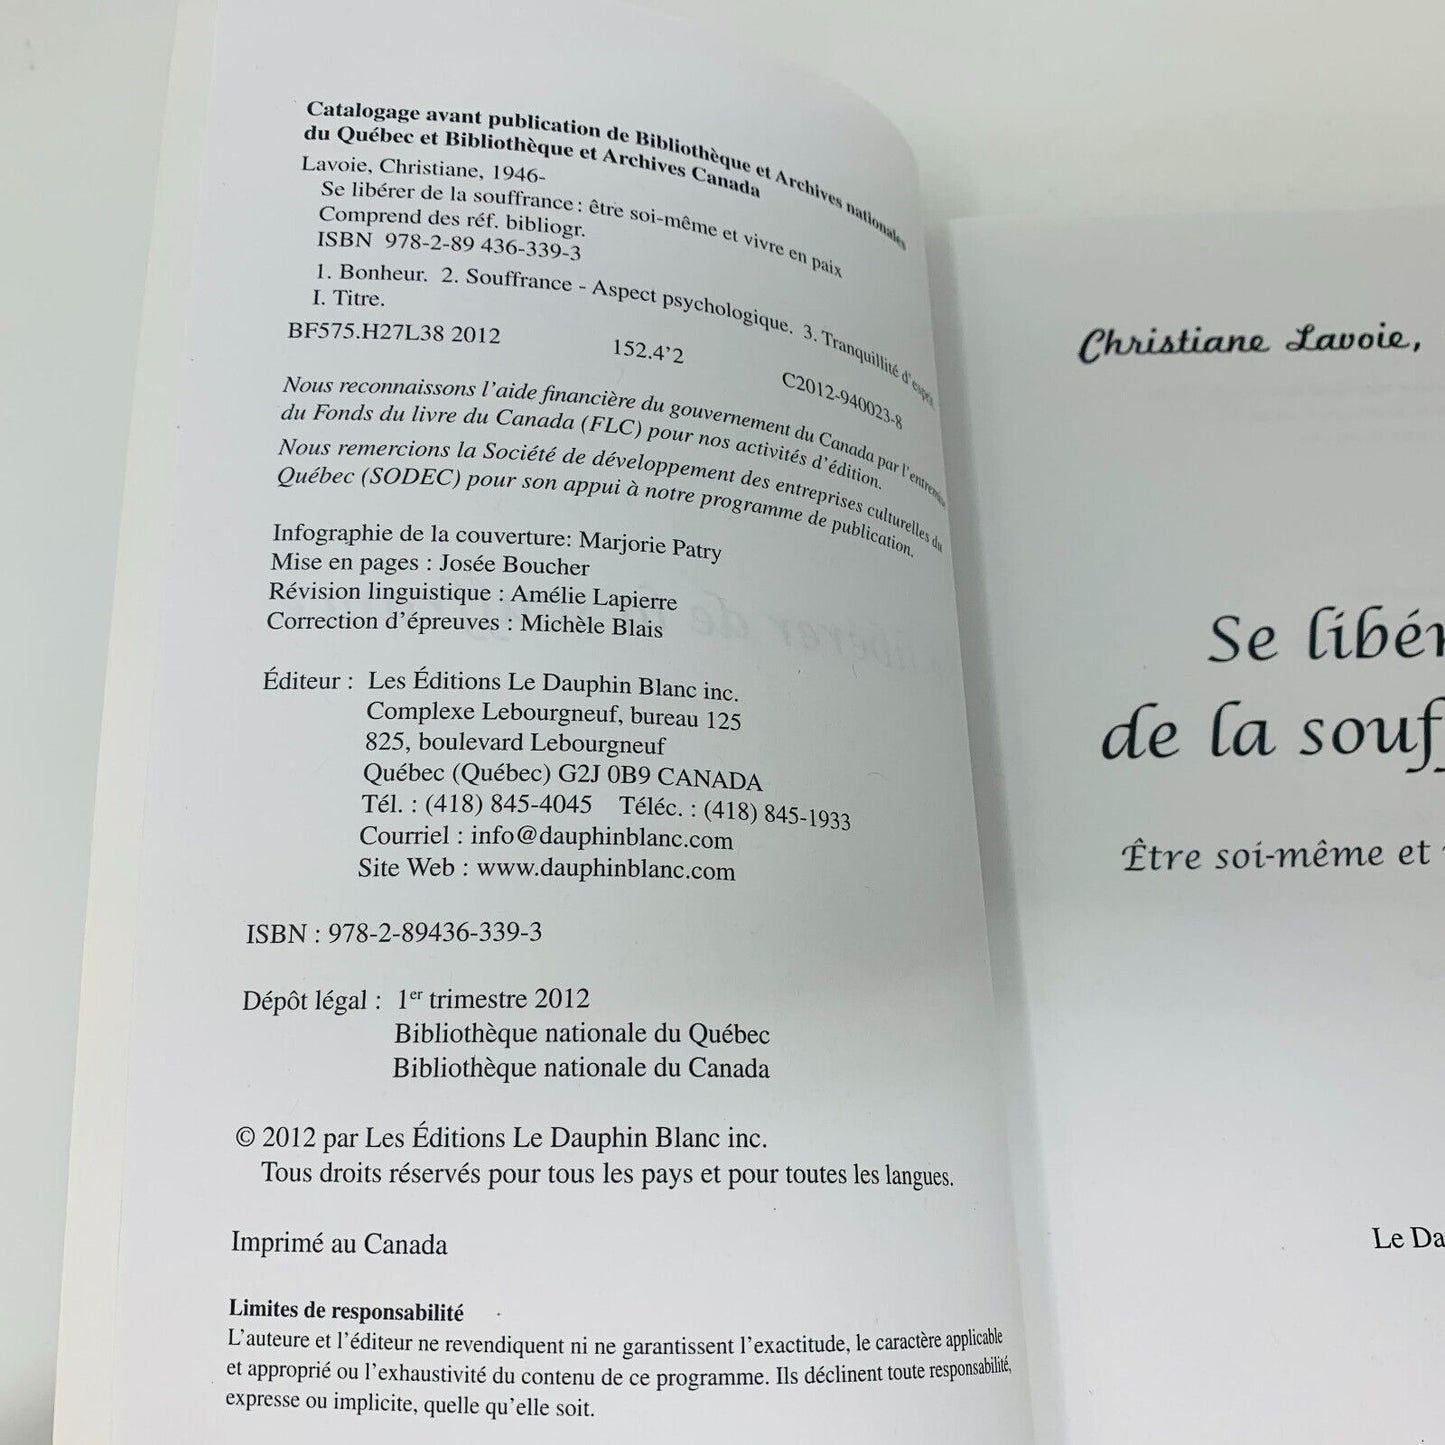 Catalogage avant publication de Bibliothèque et Archives nationales
du Québec et Bibliothèque et Archives Canada
Lavoie, Christiane, 1946-
Se libérer de la souffrance : être soi-même et vivre en paix
Comprend des réf. bibliogr.
ISBN 978-2-89 436-339-3
1. Bonheur. 2. Souffrance - Aspect psychologique. 3. Tranquillité d'esprit.
I. Titre.
BF575.H27L38 2012 152.4'2 C2012-940023-8
Nous reconnaissons l'aide financière du gouvernement du Canada par l'entremise
du Fonds du livre du Canada (FLC) pour nos activités d'édition.
Nous remercions la Société de développement des entreprises culturelles du
Québec (SODEC) pour son appui à notre programme de publication.
Infographie de la couverture: Marjorie Patry
Mise en pages : Josée Boucher
Révision linguistique : Amélie Lapierre
Correction d'épreuves : Michèle Blais
Éditeur : Les Éditions Le Dauphin Blanc inc.
Complexe Lebourgneuf, bureau 125
825, boulevard Lebourgneuf
Québec (Québec) G2J 0B9 CANADA
Tél. : (418) 845-4045 Téléc. : (418) 845-1933
Courriel : info@dauphinblanc.com
Site Web : www.dauphinblanc.com
ISBN : 978-2-89436-339-3
Dépôt légal : 1er trimestre 2012
Bibliothèque nationale du Québec
Bibliothèque nationale du Canada
© 2012 par Les Éditions Le Dauphin Blanc inc.
Tous droits réservés pour tous les pays et pour toutes les langues.
Imprimé au Canada
Limites de responsabilité
L'auteure et l'éditeur ne revendiquent ni ne garantissent l'exactitude, le caractère applicable
et approprié ou l'exhaustivité du contenu de ce programme. Ils déclinent toute responsabilité,
expresse ou implicite, quelle qu'elle soit.
Christiane Lavoie,
Se libér
de la souf
Être soi-même et
Le Da